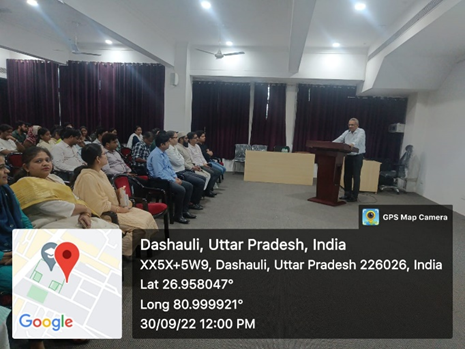 GPS Map Camera
Dashauli, Uttar Pradesh, India
XX5X+5W9, Dashauli, Uttar Pradesh 226026, India
Lat 26.958047°
Long 80.999921°
30/09/22 12:00 PM
Google